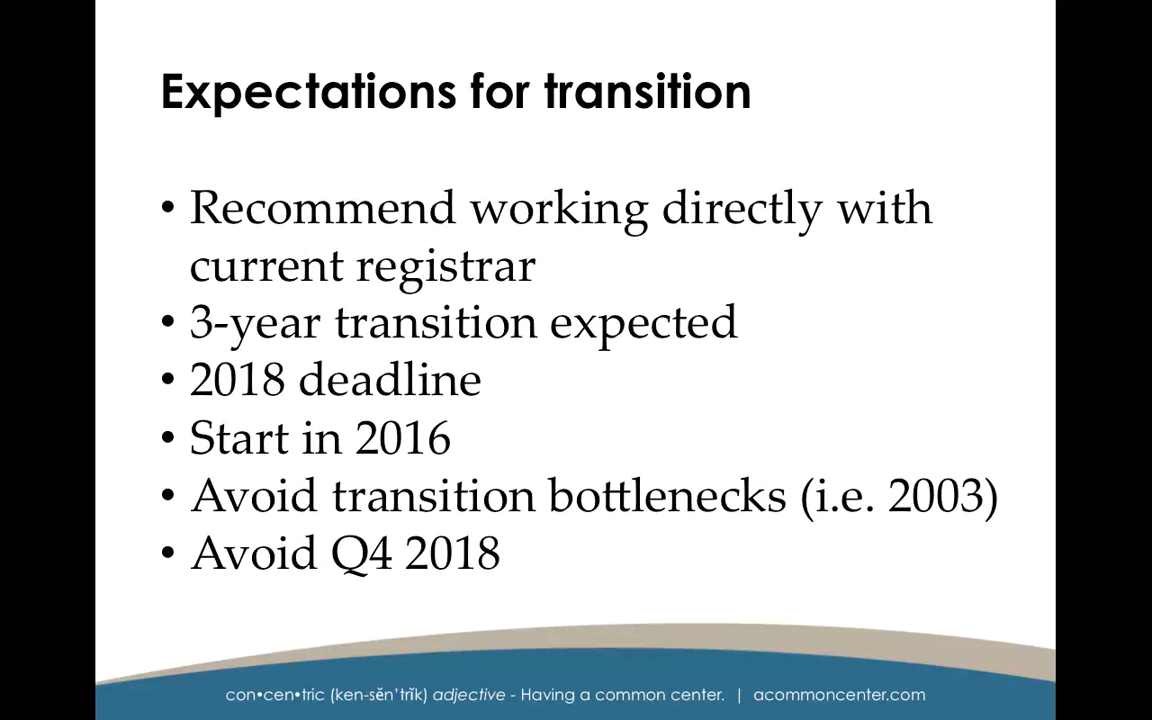 Expectations for transition
• Recommend working directly with
current registrar
• 3-year transition expected
• 2018 deadline
• Start in 2016
• Avoid transition bottlenecks (i.e. 2003)
• Avoid Q4 2018
con•cen•tric (ken-sĕn’trĭk) adjective - Having a common center. | acommoncenter.com